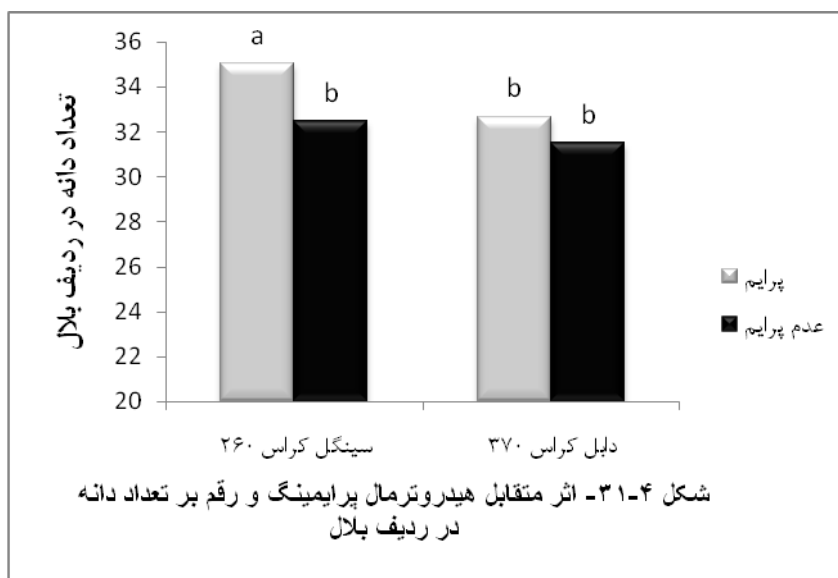 تعداد دانه در ردیف بلال
36
34
32
30
28
26
24
22
20
a
b
b
b
سینگل کراس ۲۶۰
دابل کراس ۳۷۰
پرایم
عدم پرایم
شکل ۴-۳۱- اثر متقابل هیدروترمال پرایمینگ و رقم بر تعداد دانه
در ردیف بلال